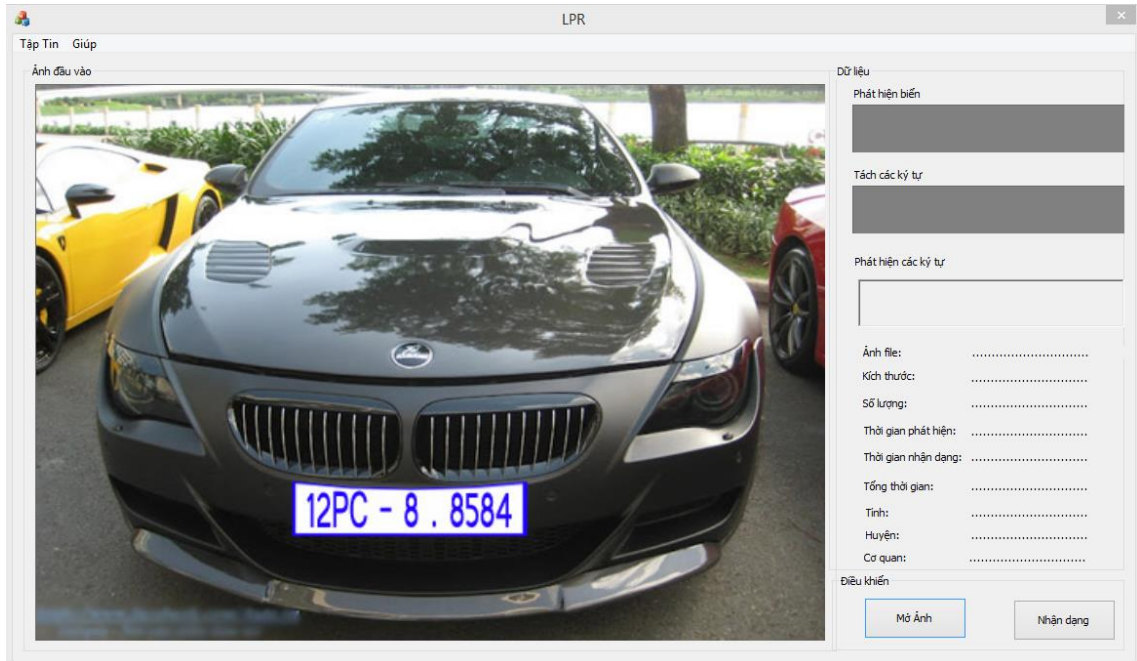 LPR
Tập Tin Giúp
Ảnh đầu vào
12PC - 8 . 8584
Dữ liệu
Phát hiện biển
Tách các ký tự
Phát hiện các ký tự
Ảnh file: ..............................
Kích thước: ..............................
Số lượng: ..............................
Thời gian phát hiện: ..............................
Thời gian nhận dạng: ..............................
Tổng thời gian: ..............................
Tỉnh: ..............................
Huyện: ..............................
Cơ quan: ..............................
Điều khiển
Mở Ảnh Nhận dạng